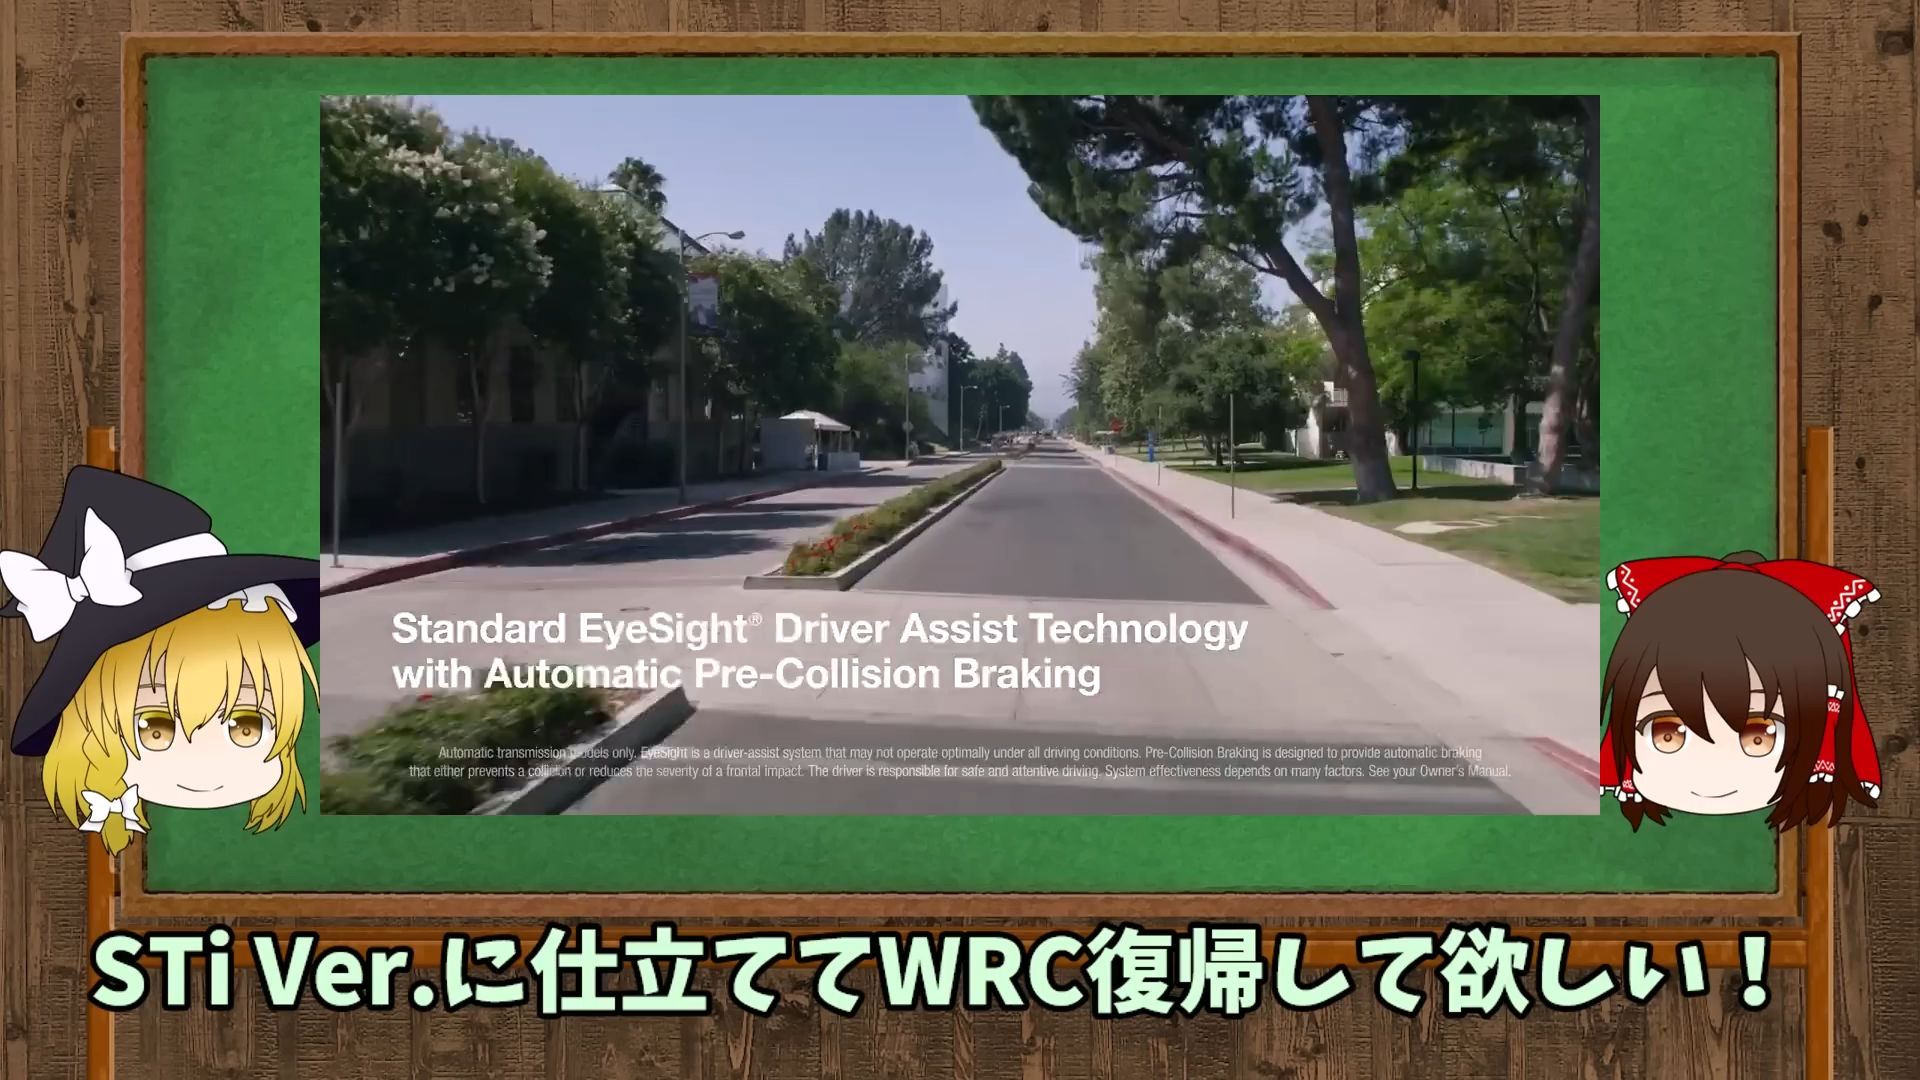 Standard EyeSight® Driver Assist Technology
with Automatic Pre-Collision Braking
Automatic transmission models only. EyeSight is a driver-assist system that may not operate optimally under all driving conditions. Pre-Collision Braking is designed to provide automatic braking
that either prevents a collision or reduces the severity of a frontal impact. The driver is responsible for safe and attentive driving. System effectiveness depends on many factors. See your Owner's Manual.
STi Ver.に仕立ててWRC復帰して欲しい！